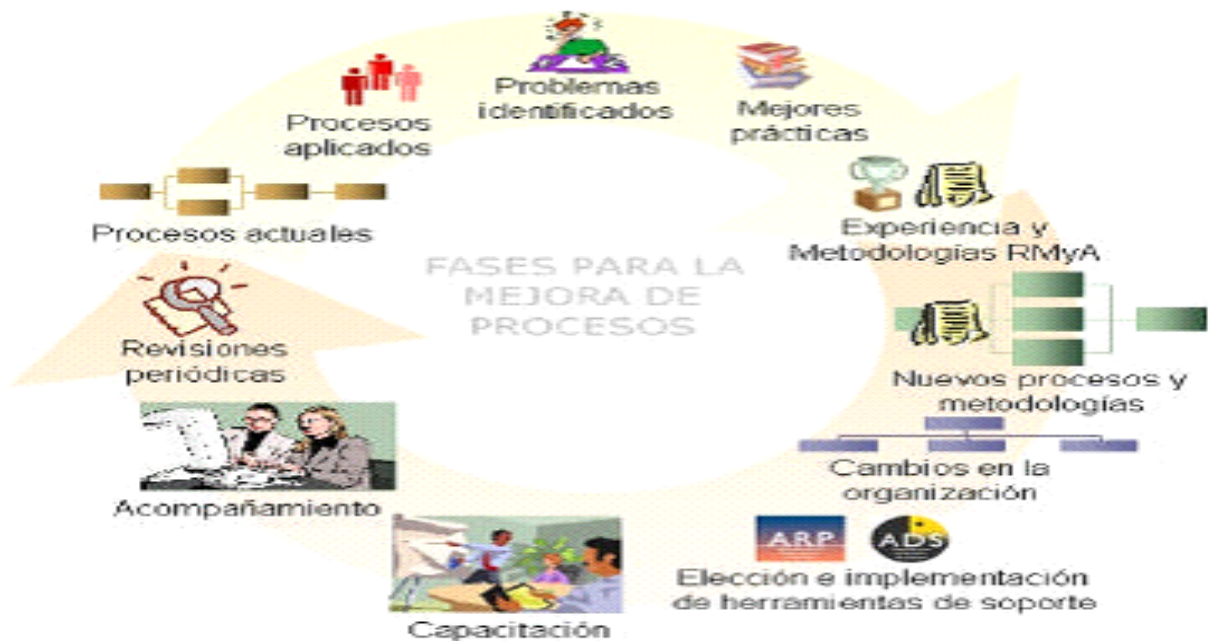 Problemas
identificados
Mejores
prácticas
Procesos
aplicados
Procesos actuales
Experiencia y
Metodologías RMyA
FASES PARA LA
MEJORA DE
PROCESOS
Revisiones
periódicas
Nuevos procesos y
metodologías
Cambios en la
organización
Acompañamiento
ARP
ADS
Elección e implementación
de herramientas de soporte
Capacitación